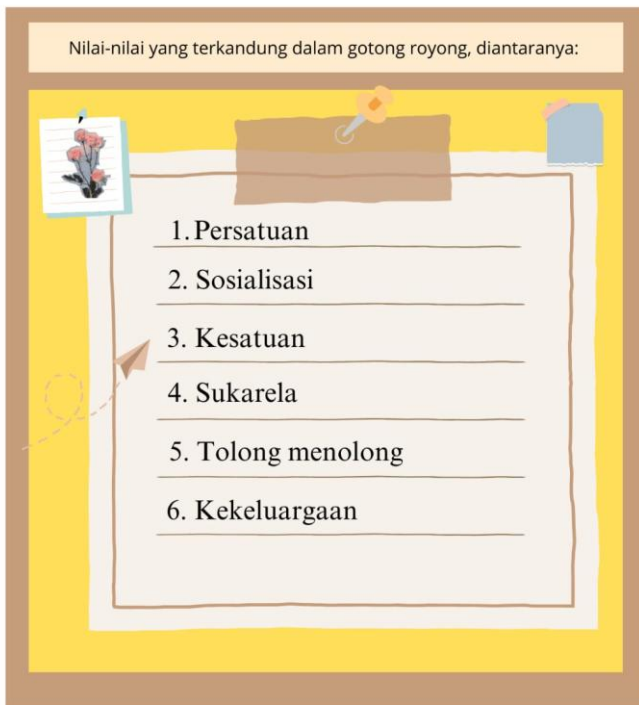 Nilai-nilai yang terkandung dalam gotong royong, diantaranya:
1. Persatuan
2. Sosialisasi
3. Kesatuan
4. Sukarela
5. Tolong menolong
6. Kekeluargaan